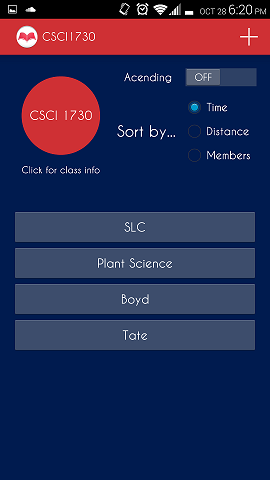 OCT 28 6:20 PM
CSCI1730
Acending OFF
CSCI 1730
Time
Sort by...
Distance
Members
Click for class info
SLC
Plant Science
Boyd
Tate